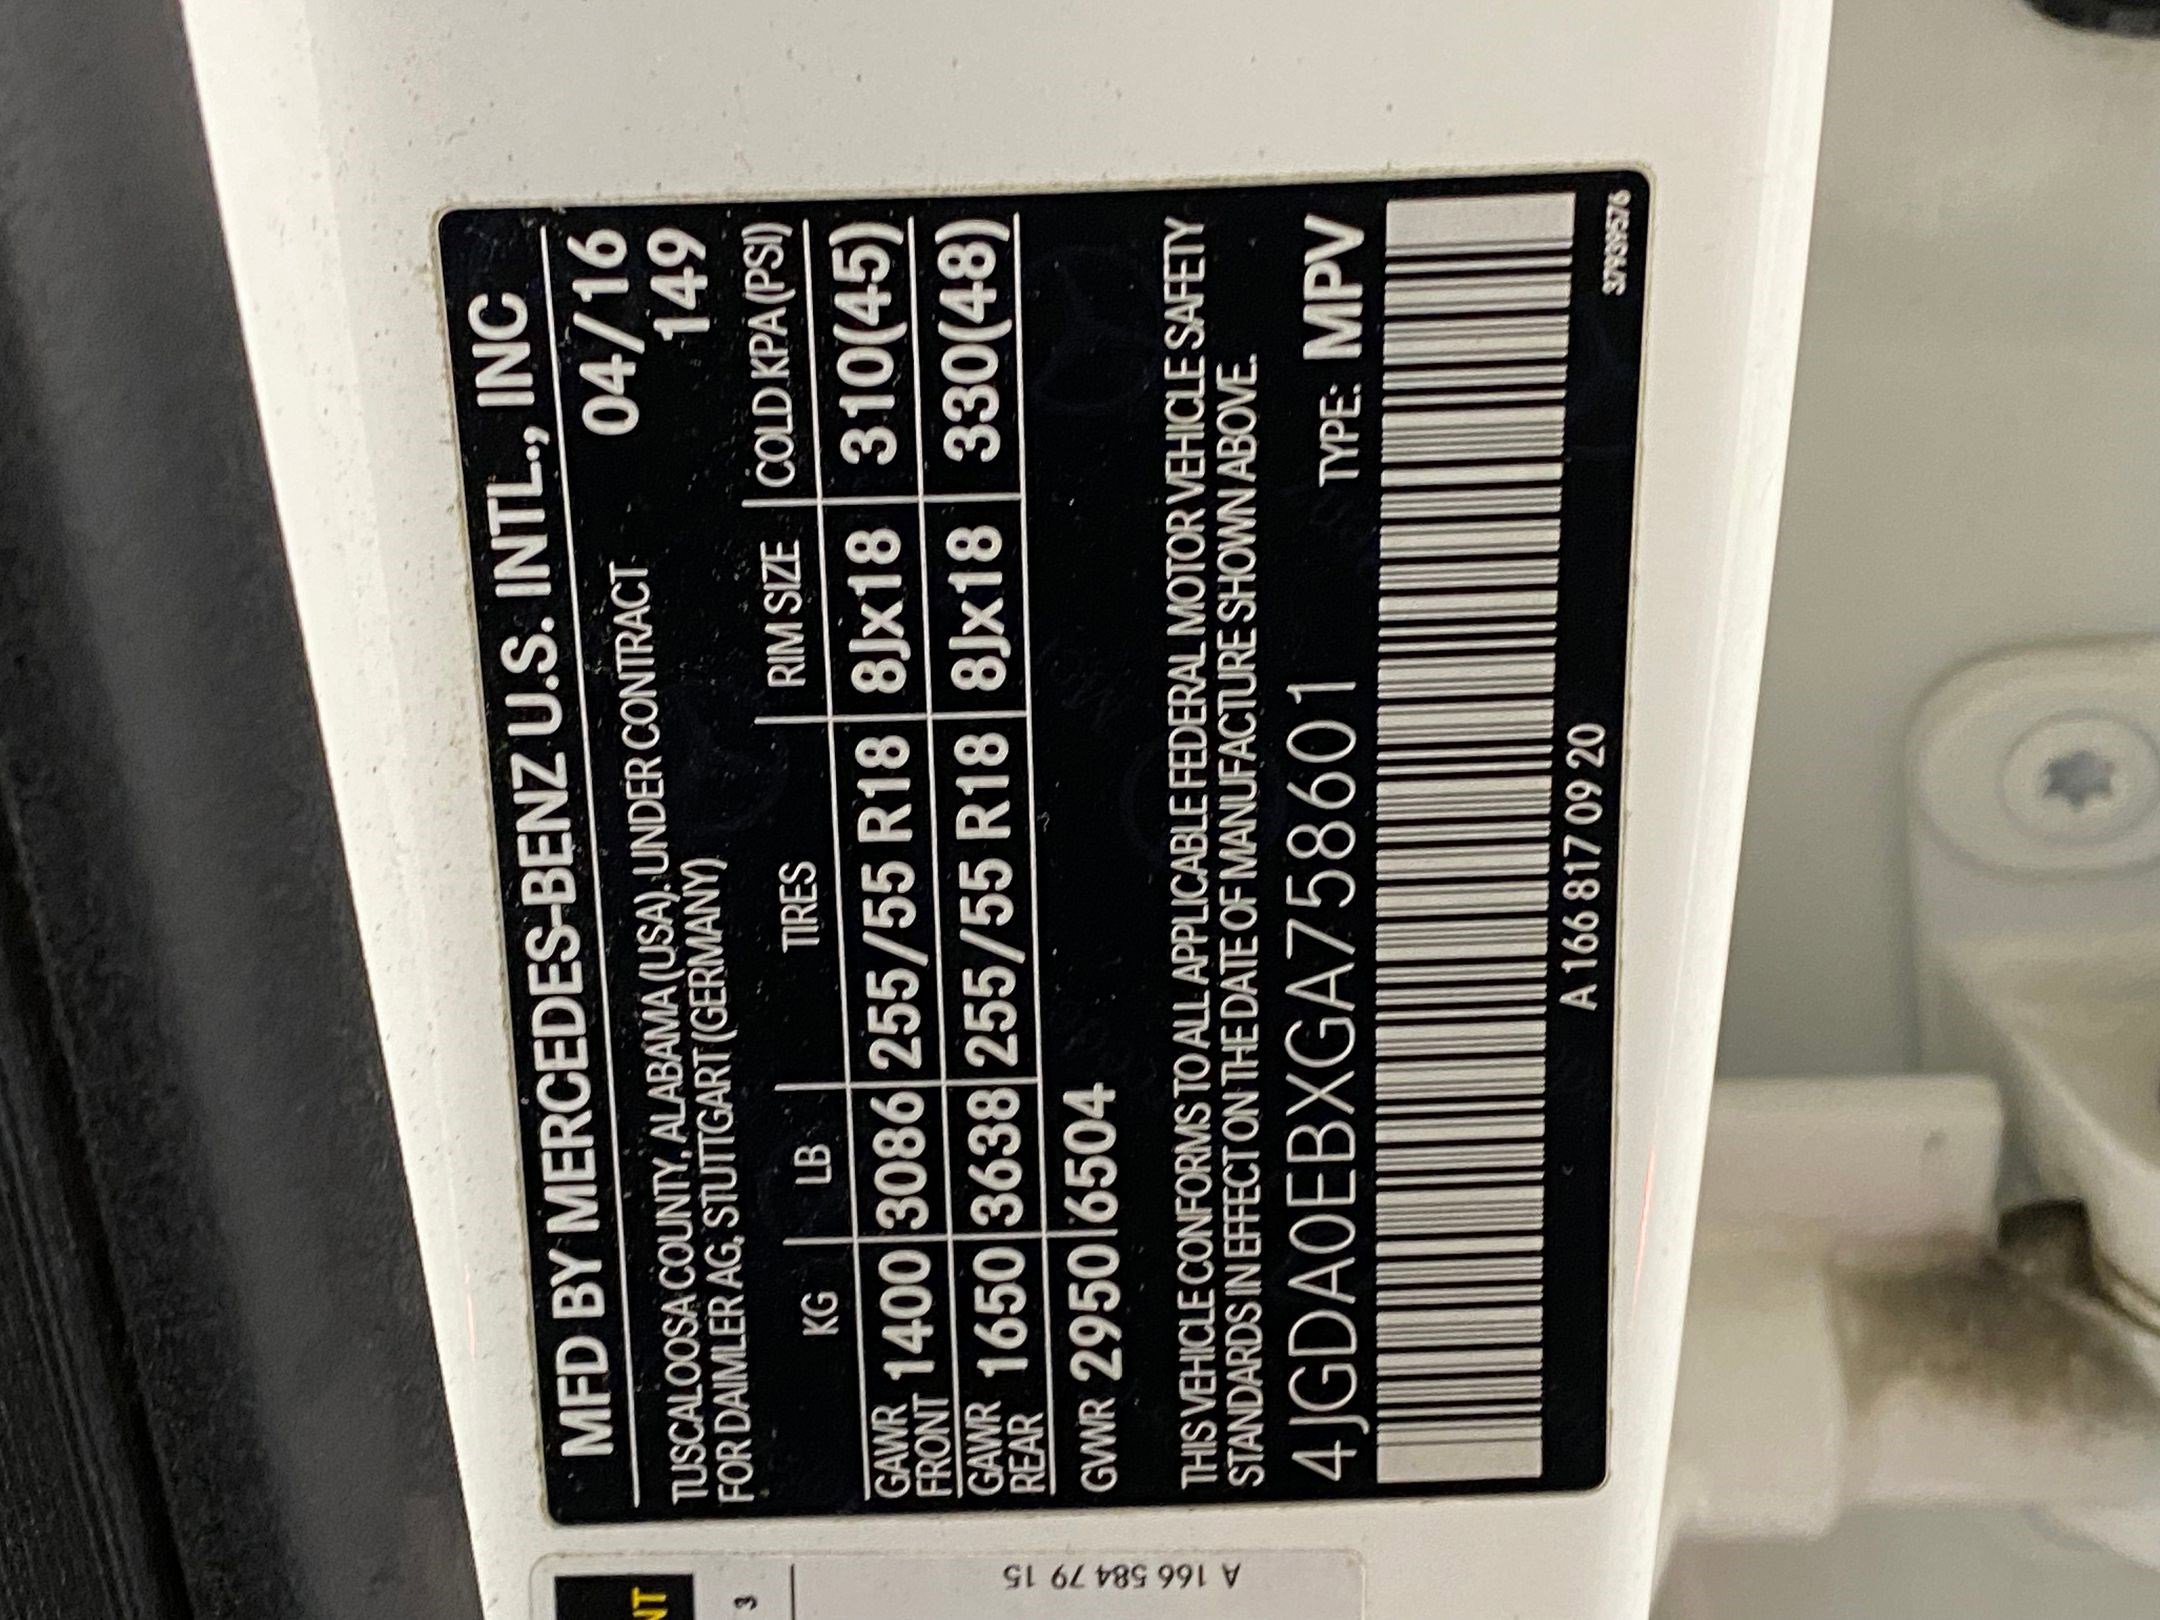 MFD BY MERCEDES-BENZ U.S. INTL., INC
TUSCALOOSA COUNTY, ALABAMA (USA). UNDER CONTRACT 04/16
FOR DAIMLER AG, STUTTGART (GERMANY) 149
KG LB TIRES RIM SIZE COLD KPA (PSI)
GAWR FRONT 1400 3086 255/55 R18 8Jx18 310(45)
GAWR REAR 1650 3638 255/55 R18 8Jx18 330(48)
GVWR 2950 6504
THIS VEHICLE CONFORMS TO ALL APPLICABLE FEDERAL MOTOR VEHICLE SAFETY
STANDARDS IN EFFECT ON THE DATE OF MANUFACTURE SHOWN ABOVE.
4JGDA0EBXGA758601 TYPE: MPV
A 166 817 09 20
37939576
A 166 584 79 15
NT
3